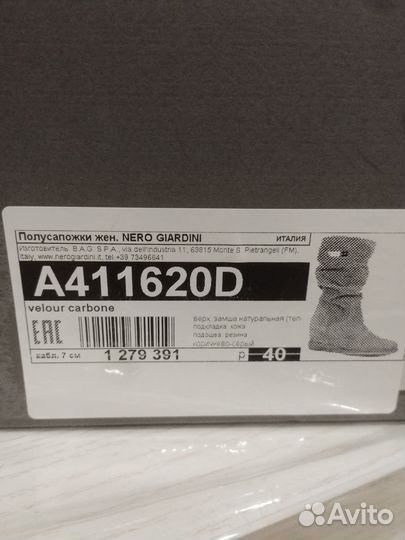 Полусапожки жен. NERO GIARDINI
ИТАЛИЯ
Изготовитель B.A.G. S.P.A., via dell'industria 11, 63815 Monte S. Pietrangeli (FM),
Italy, www.nerogiardini.it, tel.+39 73496641
A411620D
velour carbone
EAC
верх замша натуральная (тел
подкладка кожа
подошва резина
коричнево-серый
кабл. 7 см
1 279 391
р 40
Avito